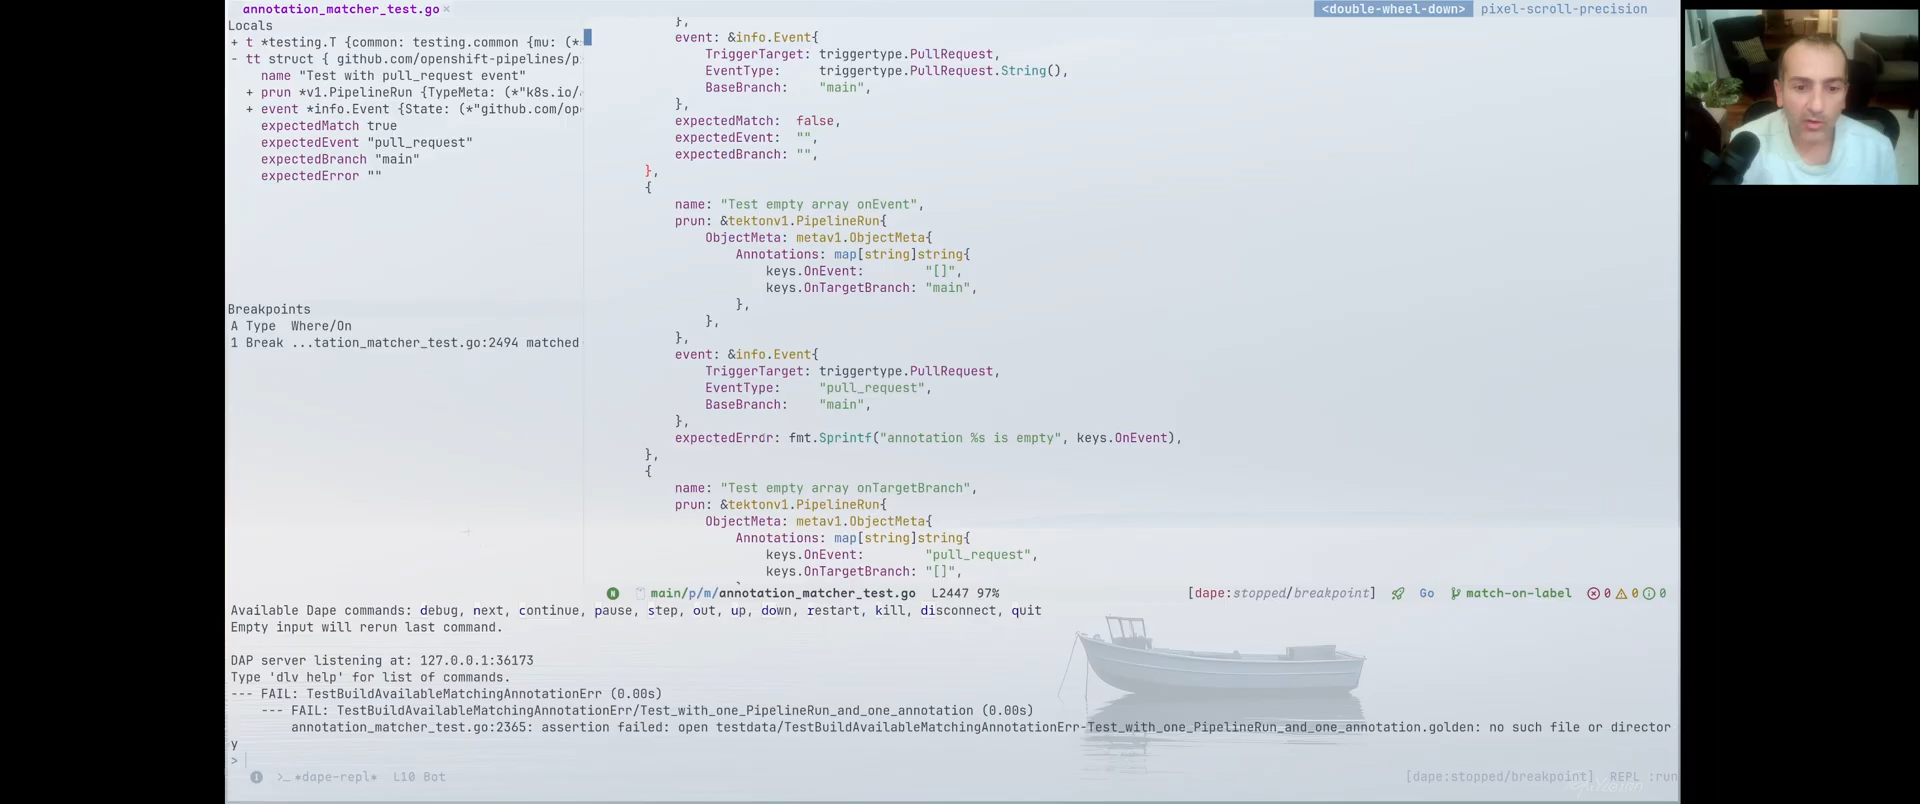 annotation_matcher_test.go ×
<double-wheel-down> pixel-scroll-precision
Locals
+ t *testing.T {common: testing.common {mu: (*
- tt struct { github.com/openshift-pipelines/p
name "Test with pull_request event"
+ prun *v1.PipelineRun {TypeMeta: (*"k8s.io/
+ event *info.Event {State: (*"github.com/op
expectedMatch true
expectedEvent "pull_request"
expectedBranch "main"
expectedError ""
Breakpoints
A Type Where/On
1 Break ...tation_matcher_test.go:2494 matched
},
event: &info.Event{
TriggerTarget: triggertype.PullRequest,
EventType: triggertype.PullRequest.String(),
BaseBranch: "main",
},
expectedMatch: false,
expectedEvent: "",
expectedBranch: "",
},
{
name: "Test empty array onEvent",
prun: &tektonv1.PipelineRun{
ObjectMeta: metav1.ObjectMeta{
Annotations: map[string]string{
keys.OnEvent: "[]",
keys.OnTargetBranch: "main",
},
},
},
event: &info.Event{
TriggerTarget: triggertype.PullRequest,
EventType: "pull_request",
BaseBranch: "main",
},
expectedError: fmt.Sprintf("annotation %s is empty", keys.OnEvent),
},
{
name: "Test empty array onTargetBranch",
prun: &tektonv1.PipelineRun{
ObjectMeta: metav1.ObjectMeta{
Annotations: map[string]string{
keys.OnEvent: "pull_request",
keys.OnTargetBranch: "[]",
N main/p/m/annotation_matcher_test.go L2447 97% [dape:stopped/breakpoint] Go match-on-label 0 0 0
Available Dape commands: debug, next, continue, pause, step, out, up, down, restart, kill, disconnect, quit
Empty input will rerun last command.
DAP server listening at: 127.0.0.1:36173
Type 'dlv help' for list of commands.
--- FAIL: TestBuildAvailableMatchingAnnotationErr (0.00s)
--- FAIL: TestBuildAvailableMatchingAnnotationErr/Test_with_one_PipelineRun_and_one_annotation (0.00s)
annotation_matcher_test.go:2365: assertion failed: open testdata/TestBuildAvailableMatchingAnnotationErr-Test_with_one_PipelineRun_and_one_annotation.golden: no such file or director
y
>
>_ *dape-repl* L10 Bot [dape:stopped/breakpoint] REPL :run